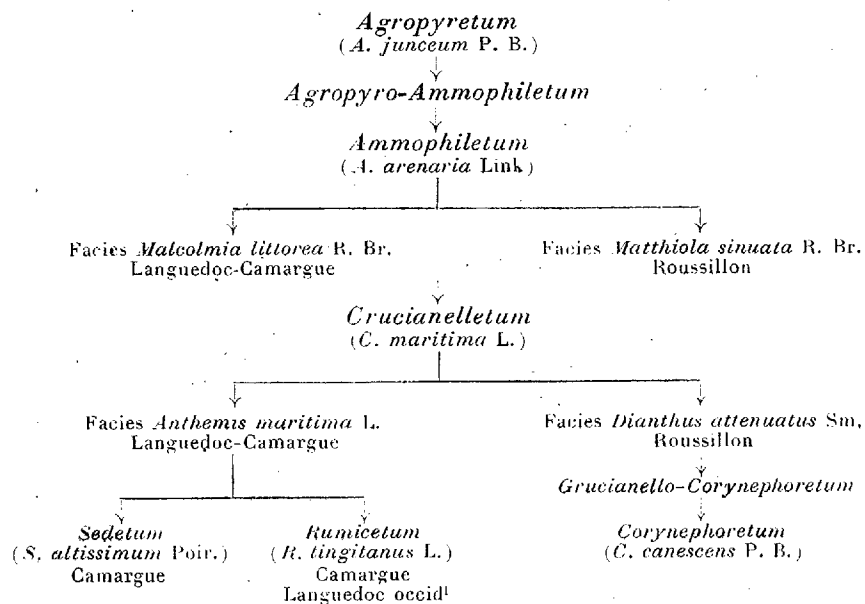 Agropyretum
(A. junceum P. B.)
Agropyro-Ammophiletum
Ammophiletum
(A. arenaria Link)
Facies Malcolmia littorea R. Br.
Languedoc-Camargue
Facies Matthiola sinuata R. Br.
Roussillon
Crucianelletum
(C. maritima L.)
Facies Anthemis maritima L.
Languedoc-Camargue
Facies Dianthus attenuatus Sm.
Roussillon
Grucianello-Corynephoretum
Sedetum
(S. altissimum Poir.)
Camargue
Rumicetum
(R. tingitanus L.)
Camargue
Languedoc occidˡ
Corynephoretum
(C. canescens P. B.)